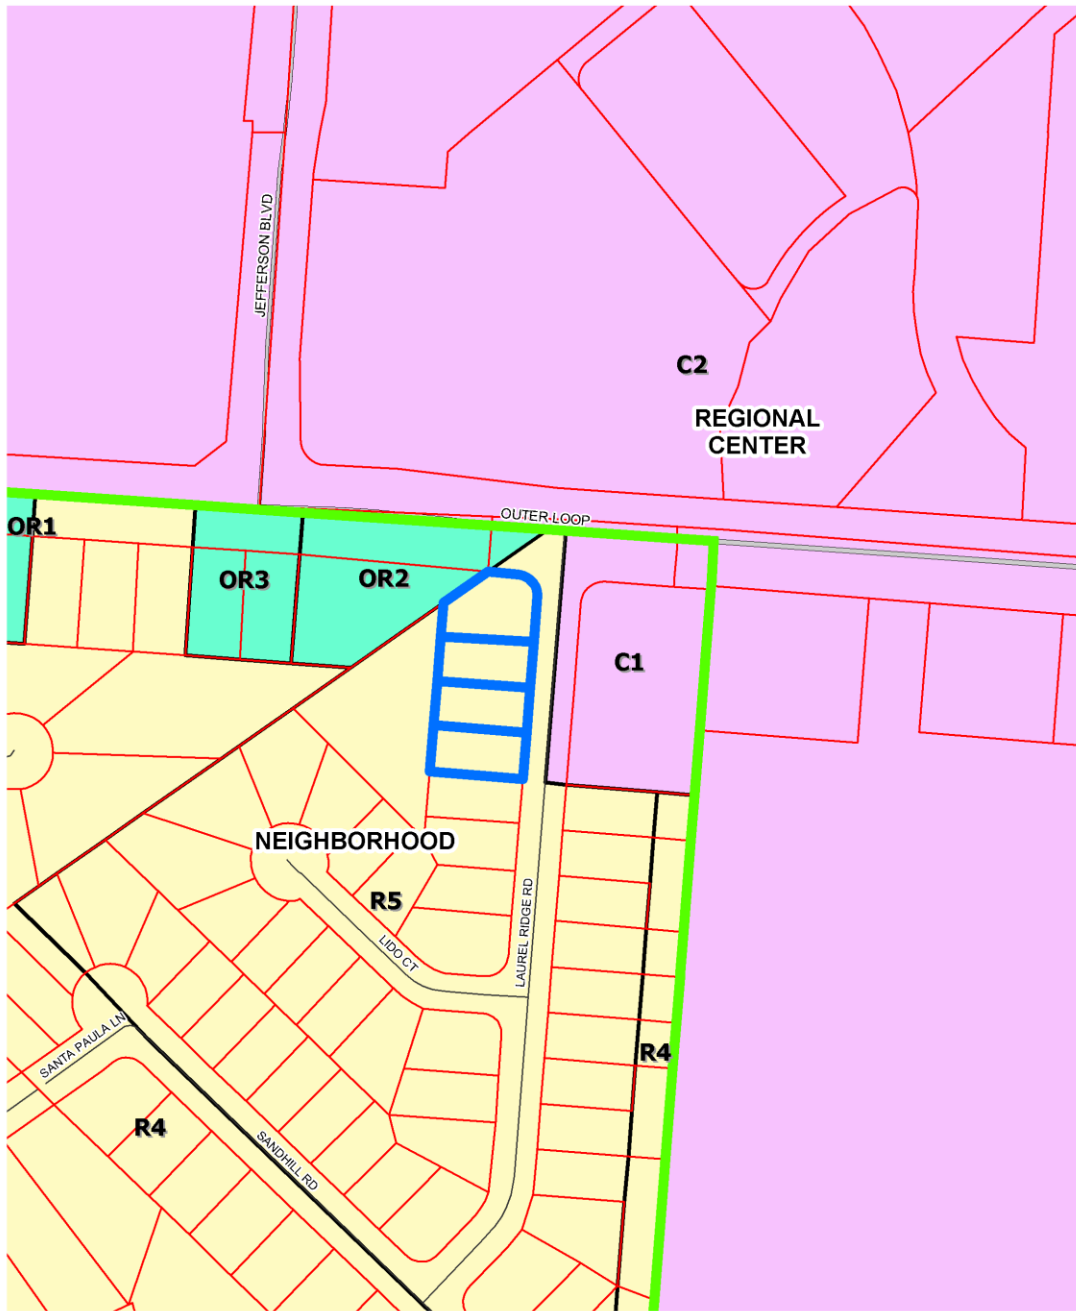 JEFFERSON BLVD
C2
REGIONAL
CENTER
OUTER LOOP
OR1
OR3
OR2
C1
NEIGHBORHOOD
R5
LIDO CT
LAUREL RIDGE RD
SANTA PAULA LN
R4
R4
SANDHILL RD